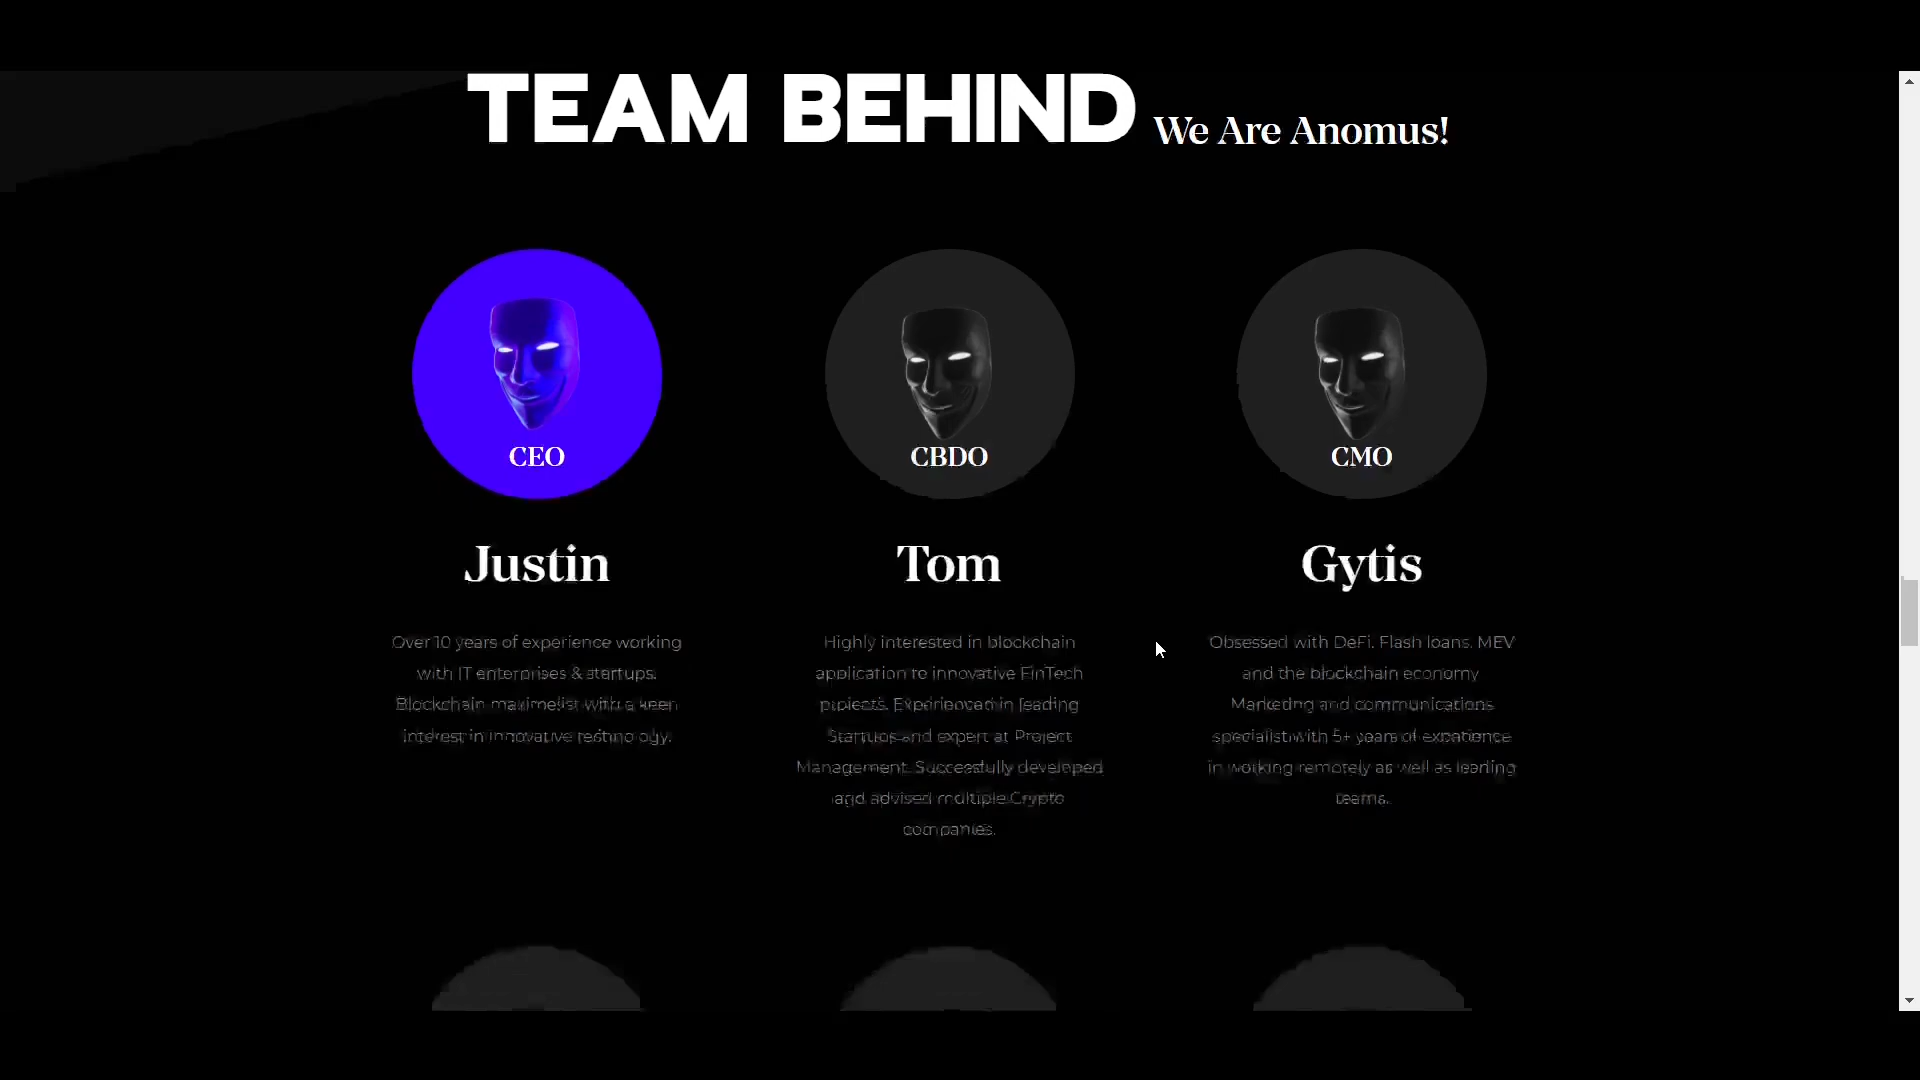 TEAM BEHIND We Are Anomus!
CEO
CBDO
CMO
Justin
Tom
Gytis
Over 10 years of experience working
with IT enterprises & startups.
Blockchain maximelist with a keen
interest in innovative technology.
Highly interested in blockchain
application to innovative FinTech
projects. Experienced in leading
Startups and expert at Project
Management. Successfully developed
and advised multiple Crypto
companies.
Obsessed with DeFi. Flash loans. MEV
and the blockchain economy
Marketing and communications
specialist with 5+ years of experience
in working remotely as well as leading
teams.